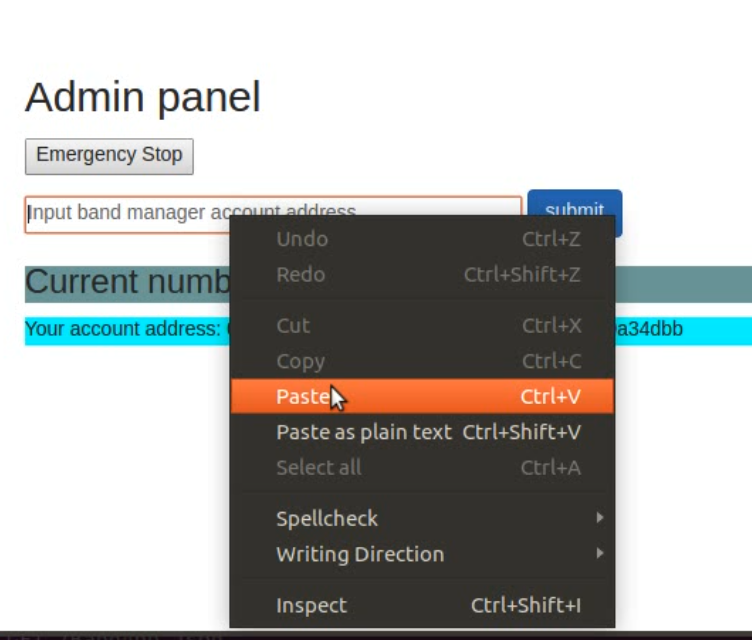 Admin panel
Emergency Stop
Input band manager account address submit
Undo Ctrl+Z
Redo Ctrl+Shift+Z
Current numb
Cut Ctrl+X
Your account address: a34dbb
Copy Ctrl+C
Paste Ctrl+V
Paste as plain text Ctrl+Shift+V
Select all Ctrl+A
Spellcheck
Writing Direction
Inspect Ctrl+Shift+I